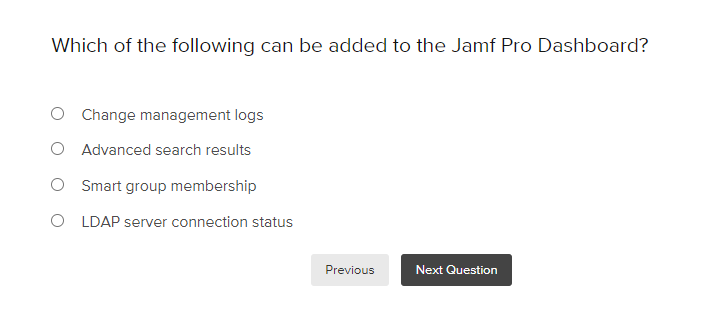 Which of the following can be added to the Jamf Pro Dashboard?
Change management logs
Advanced search results
Smart group membership
LDAP server connection status
Previous
Next Question